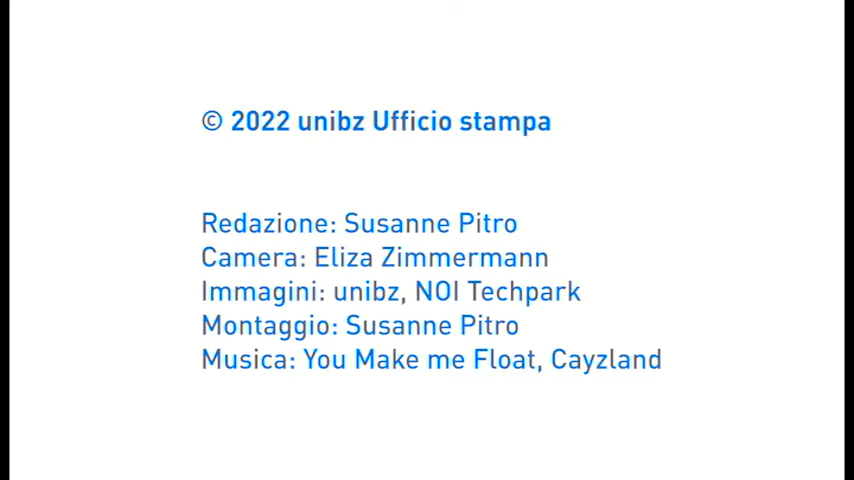 © 2022 unibz Ufficio stampa
Redazione: Susanne Pitro
Camera: Eliza Zimmermann
Immagini: unibz, NOI Techpark
Montaggio: Susanne Pitro
Musica: You Make me Float, Cayzland